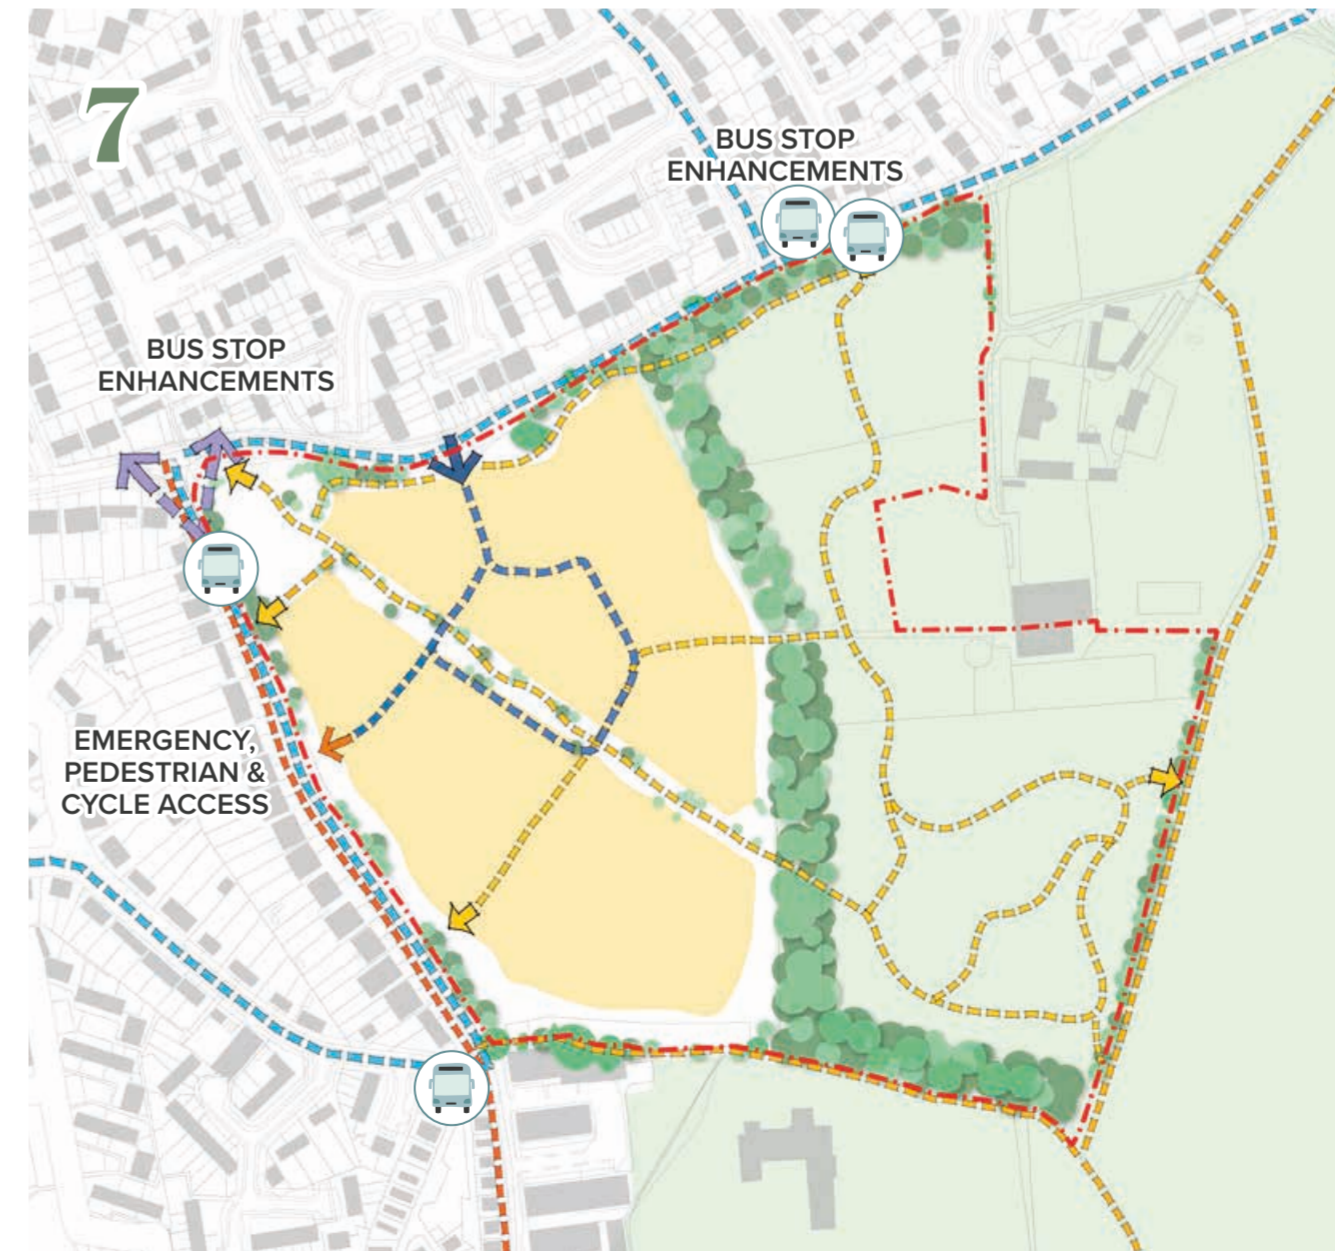 7
BUS STOP
ENHANCEMENTS
BUS STOP
ENHANCEMENTS
EMERGENCY,
PEDESTRIAN &
CYCLE ACCESS